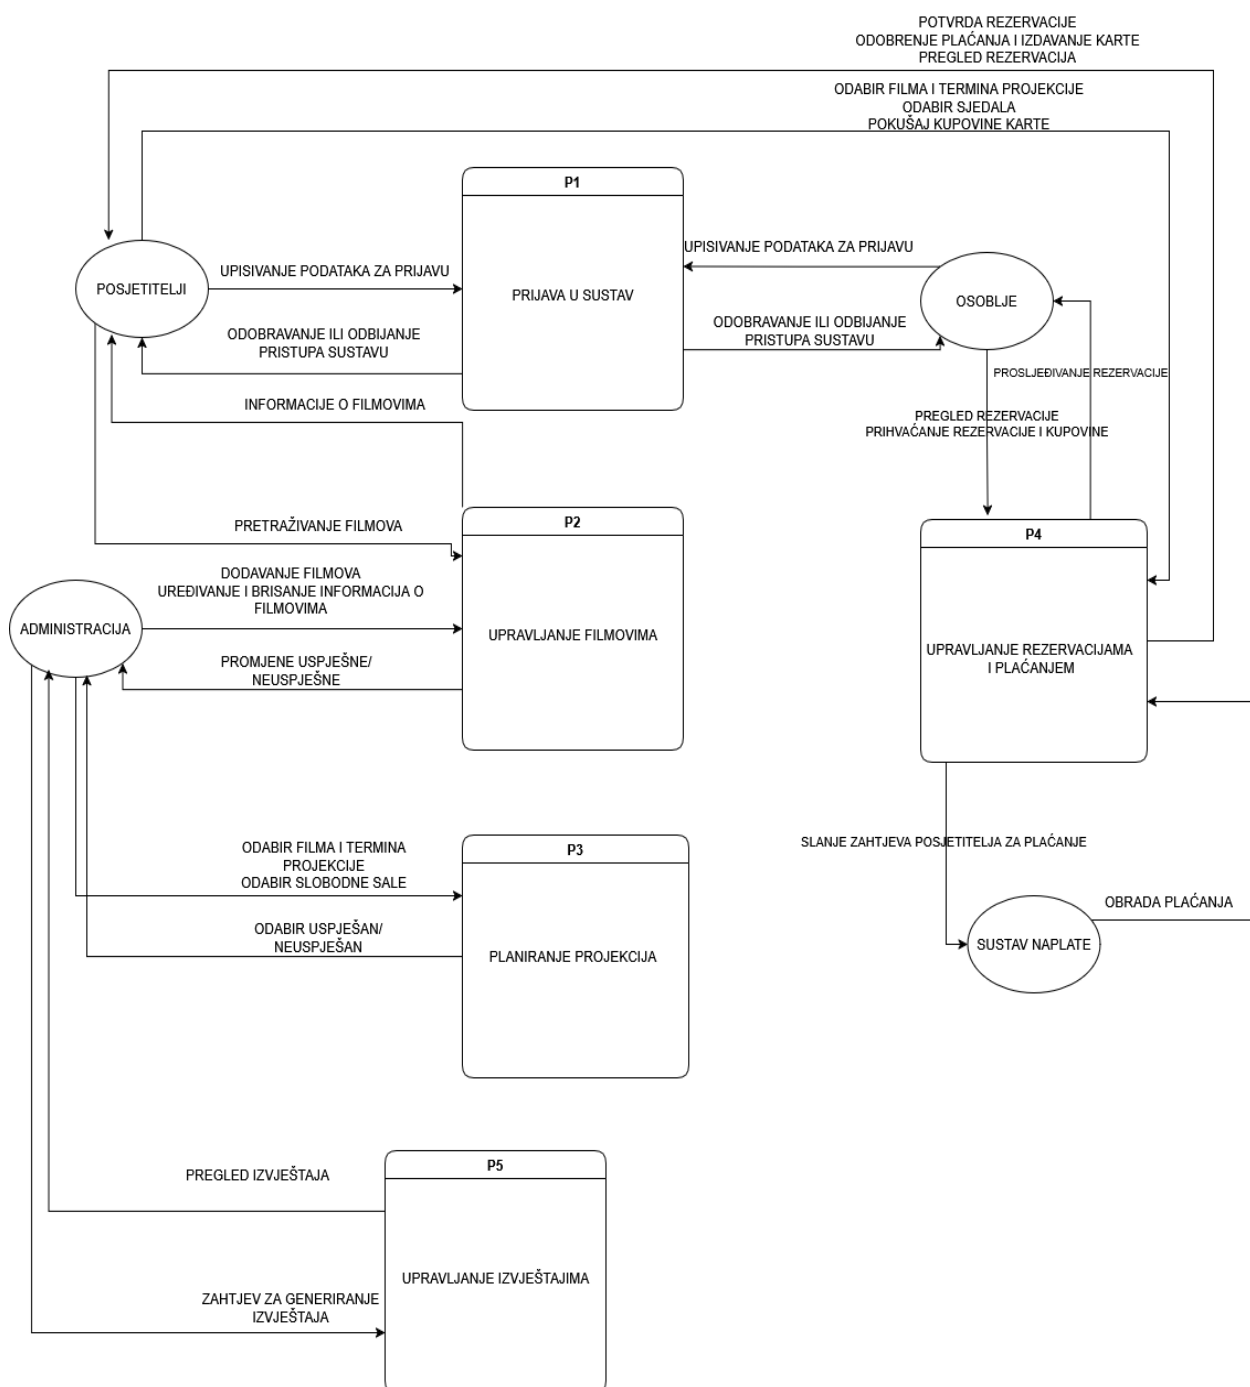 POTVRDA REZERVACIJE
ODOBRENJE PLAĆANJA I IZDAVANJE KARTE
PREGLED REZERVACIJA
ODABIR FILMA I TERMINA PROJEKCIJE
ODABIR SJEDALA
POKUŠAJ KUPOVINE KARTE
P1
PRIJAVA U SUSTAV
POSJETITELJI
UPISIVANJE PODATAKA ZA PRIJAVU
ODOBRAVANJE ILI ODBIJANJE
PRISTUPA SUSTAVU
UPISIVANJE PODATAKA ZA PRIJAVU
OSOBLJE
ODOBRAVANJE ILI ODBIJANJE
PRISTUPA SUSTAVU
PROSLJEĐIVANJE REZERVACIJE
INFORMACIJE O FILMOVIMA
PREGLED REZERVACIJE
PRIHVAĆANJE REZERVACIJE I KUPOVINE
PRETRAŽIVANJE FILMOVA
P2
UPRAVLJANJE FILMOVIMA
P4
UPRAVLJANJE REZERVACIJAMA
I PLAĆANJEM
ADMINISTRACIJA
DODAVANJE FILMOVA
UREĐIVANJE I BRISANJE INFORMACIJA O
FILMOVIMA
PROMJENE USPJEŠNE/
NEUSPJEŠNE
ODABIR FILMA I TERMINA
PROJEKCIJE
ODABIR SLOBODNE SALE
ODABIR USPJEŠAN/
NEUSPJEŠAN
P3
PLANIRANJE PROJEKCIJA
SLANJE ZAHTJEVA POSJETITELJA ZA PLAĆANJE
SUSTAV NAPLATE
OBRADA PLAĆANJA
PREGLED IZVJEŠTAJA
P5
UPRAVLJANJE IZVJEŠTAJIMA
ZAHTJEV ZA GENERIRANJE
IZVJEŠTAJA